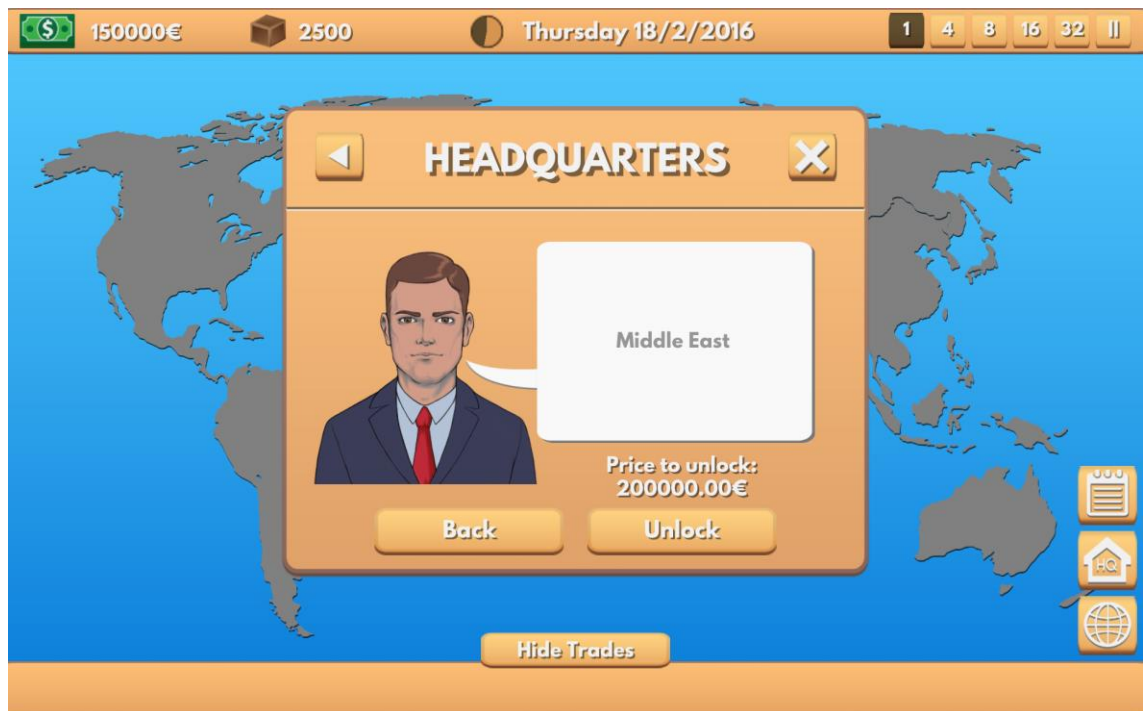 150000€
2500
Thursday 18/2/2016
1 4 8 16 32 II
HEADQUARTERS
Middle East
Price to unlock:
200000.00€
Back
Unlock
HQ
Hide Trades